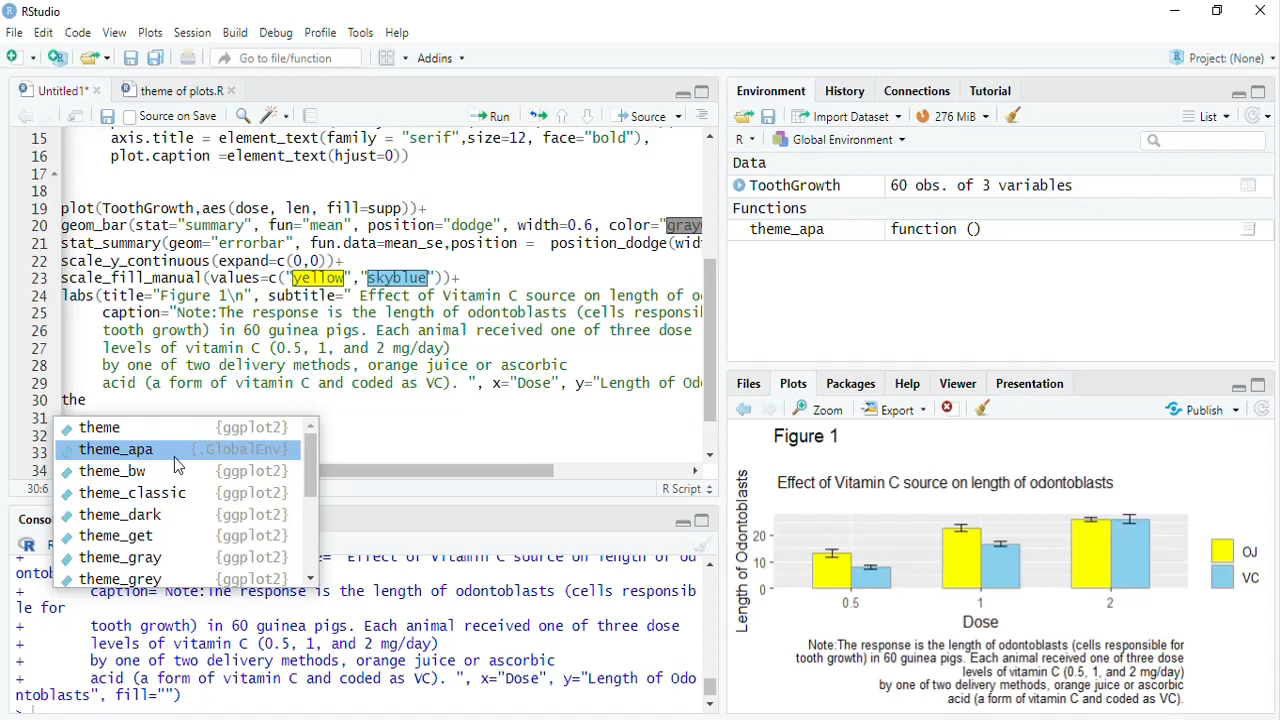 RStudio
File Edit Code View Plots Session Build Debug Profile Tools Help
Go to file/function Addins Project: (None)
Untitled1* theme of plots.R
Source on Save Run Source
15 axis.title = element_text(family = "serif",size=12, face="bold"),
16 plot.caption =element_text(hjust=0))
17
18
19 plot(ToothGrowth,aes(dose, len, fill=supp))+
20 geom_bar(stat="summary", fun="mean", position="dodge", width=0.6, color="gray
21 stat_summary(geom="errorbar", fun.data=mean_se,position = position_dodge(wid
22 scale_y_continuous(expand=c(0,0))+
23 scale_fill_manual(values=c("yellow","skyblue"))+
24 labs(title="Figure 1\n", subtitle=" Effect of Vitamin C source on length of o
25 caption="Note:The response is the length of odontoblasts (cells responsi
26 tooth growth) in 60 guinea pigs. Each animal received one of three dose
27 levels of vitamin C (0.5, 1, and 2 mg/day)
28 by one of two delivery methods, orange juice or ascorbic
29 acid (a form of vitamin C and coded as VC). ", x="Dose", y="Length of Od
30 the
31
32
33
34
theme {ggplot2}
theme_apa {.GlobalEnv}
theme_bw {ggplot2}
theme_classic {ggplot2}
theme_dark {ggplot2}
theme_get {ggplot2}
theme_gray {ggplot2}
theme_grey {ggplot2}
30:6 R Script
Conso
R
ontob
+ caption= Note:The response is the length of odontoblasts (cells responsib
le for
+ tooth growth) in 60 guinea pigs. Each animal received one of three dose
+ levels of vitamin C (0.5, 1, and 2 mg/day)
+ by one of two delivery methods, orange juice or ascorbic
+ acid (a form of vitamin C and coded as VC). ", x="Dose", y="Length of Odo
ntoblasts", fill="")
Environment History Connections Tutorial
Import Dataset 276 MiB List
R Global Environment
Data
ToothGrowth 60 obs. of 3 variables
Functions
theme_apa function ()
Files Plots Packages Help Viewer Presentation
Zoom Export Publish
Figure 1
Effect of Vitamin C source on length of odontoblasts
Length of Odontoblasts
20
10
0
0.5 1 2
Dose
OJ
VC
Note:The response is the length of odontoblasts (cells responsible for
tooth growth) in 60 guinea pigs. Each animal received one of three dose
levels of vitamin C (0.5, 1, and 2 mg/day)
by one of two delivery methods, orange juice or ascorbic
acid (a form of vitamin C and coded as VC).